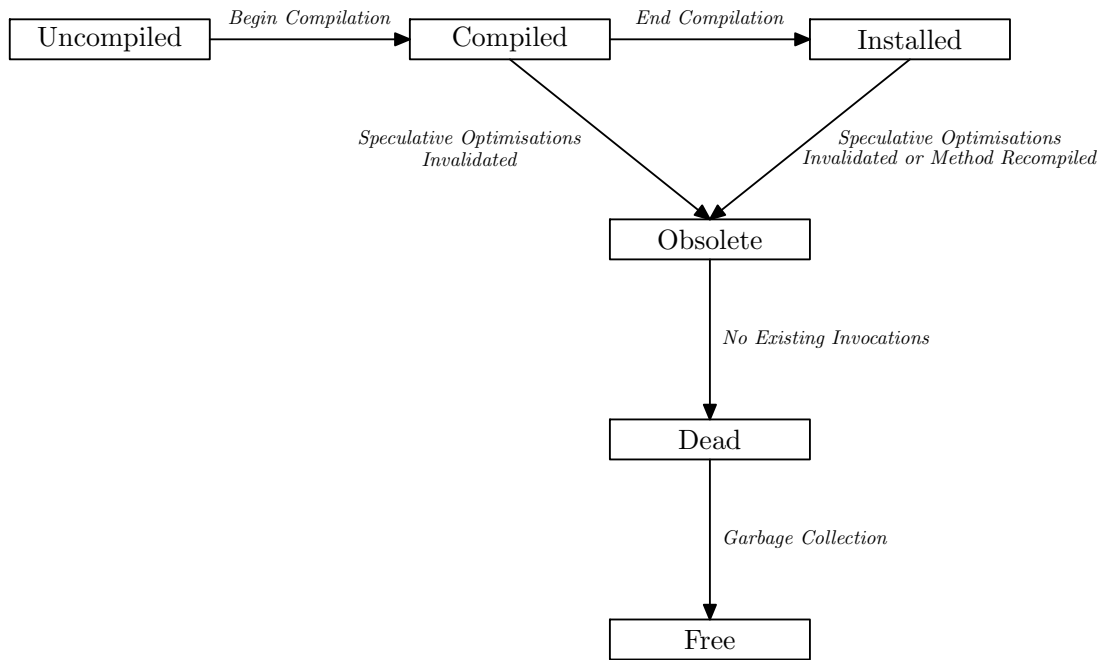 Begin Compilation
End Compilation
Uncompiled
Compiled
Installed
Speculative Optimisations
Invalidated
Speculative Optimisations
Invalidated or Method Recompiled
Obsolete
No Existing Invocations
Dead
Garbage Collection
Free